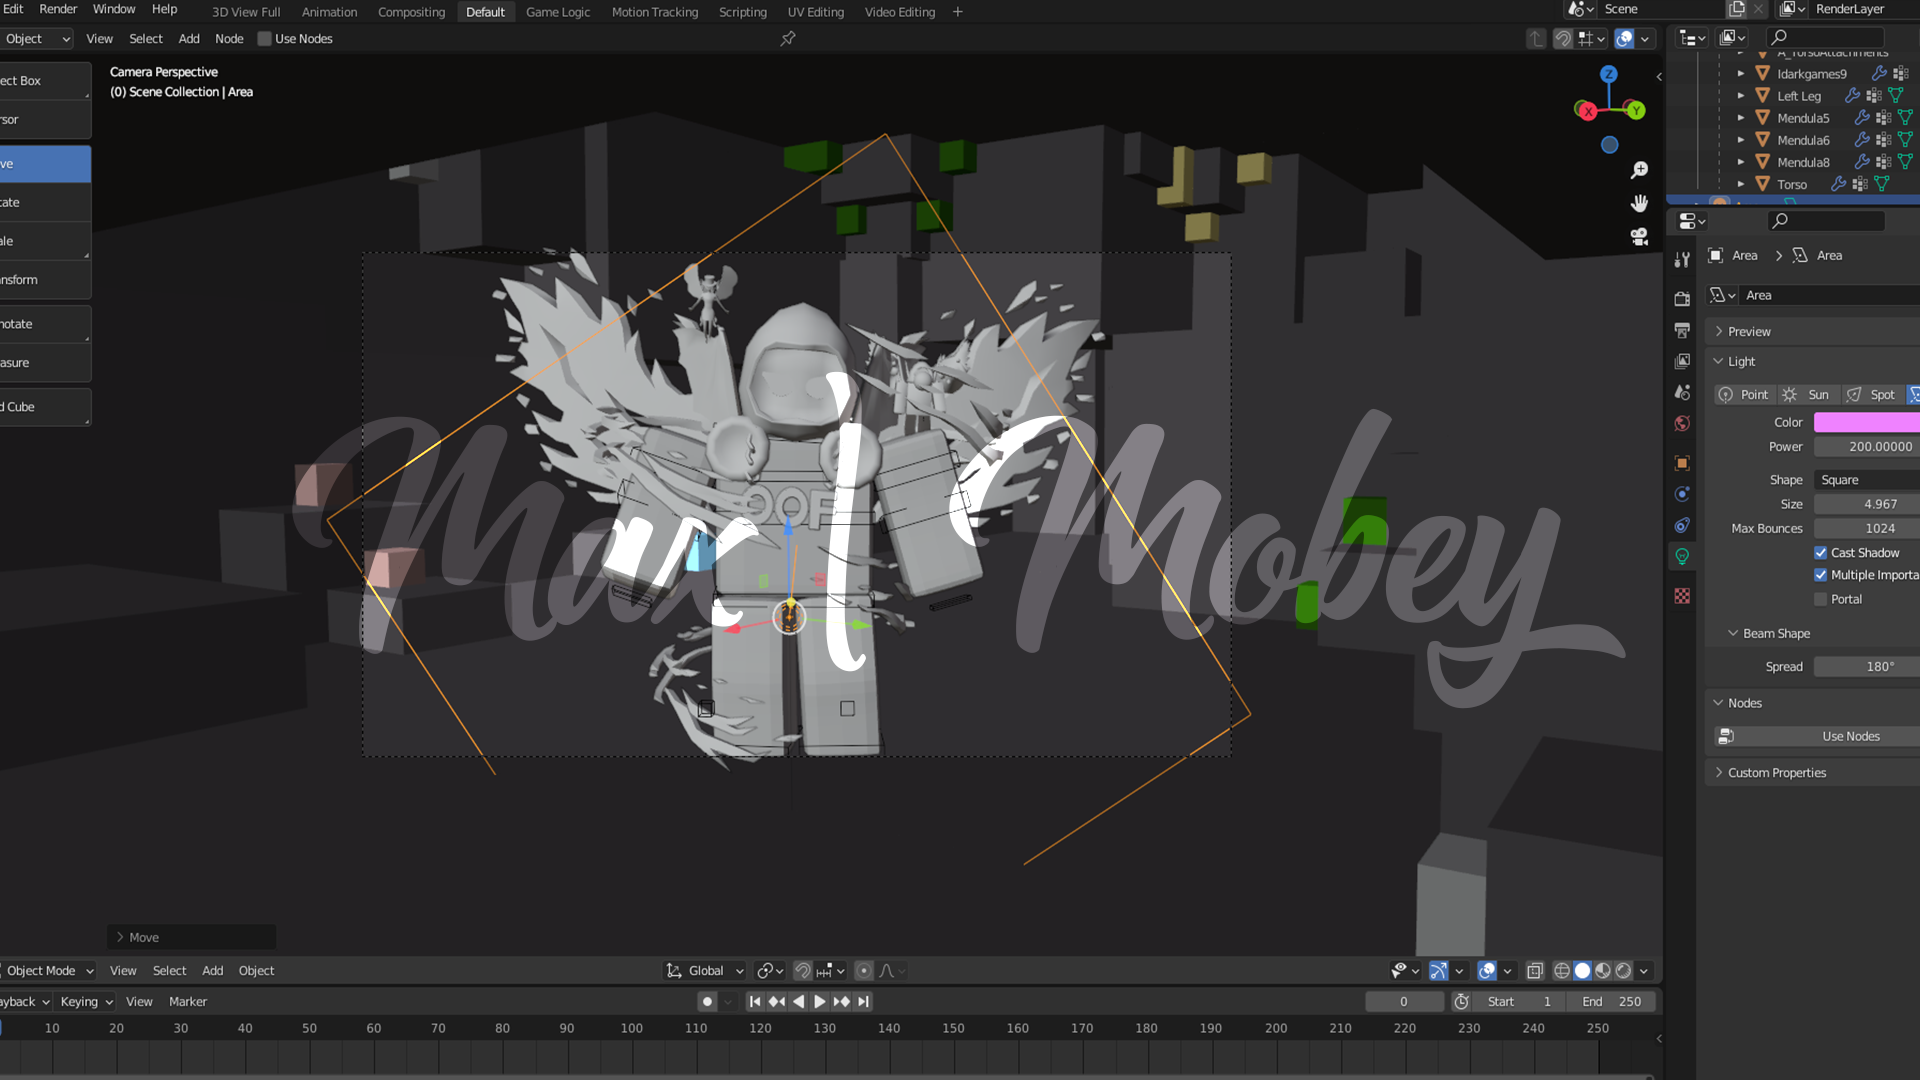 Edit Render Window Help 3D View Full Animation Compositing Default Game Logic Motion Tracking Scripting UV Editing Video Editing + Scene RenderLayer
Object View Select Add Node Use Nodes
Camera Perspective
(0) Scene Collection | Area
ect Box
rsor
ve
tate
ale
ansform
notate
easure
d Cube
Z
X
Y
A_TorsoAttachments
Idarkgames9
Left Leg
Mendula5
Mendula6
Mendula8
Torso
Area > Area
Area
Preview
Light
Point Sun Spot
Color
Power 200.00000
Shape Square
Size 4.967
Max Bounces 1024
Cast Shadow
Multiple Importa
Portal
Beam Shape
Spread 180°
Nodes
Use Nodes
Custom Properties
OOF
Max | Mobey
Move
Object Mode View Select Add Object Global
ayback Keying View Marker 0 Start 1 End 250
10 20 30 40 50 60 70 80 90 100 110 120 130 140 150 160 170 180 190 200 210 220 230 240 250